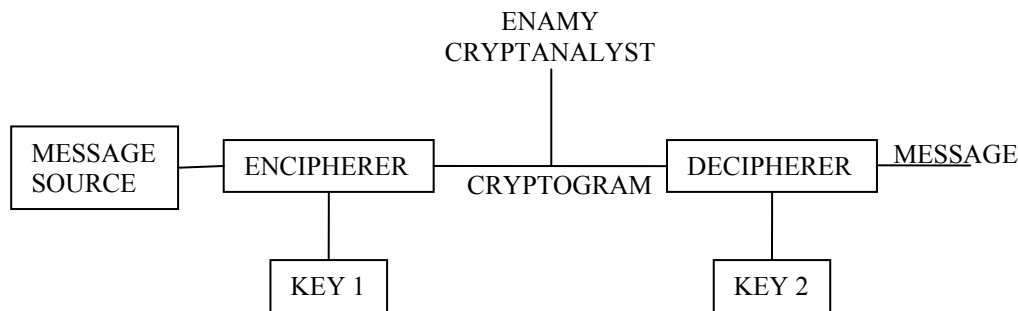 ENAMY
CRYPTANALYST
MESSAGE
SOURCE
ENCIPHERER
CRYPTOGRAM
DECIPHERER
MESSAGE
KEY 1
KEY 2